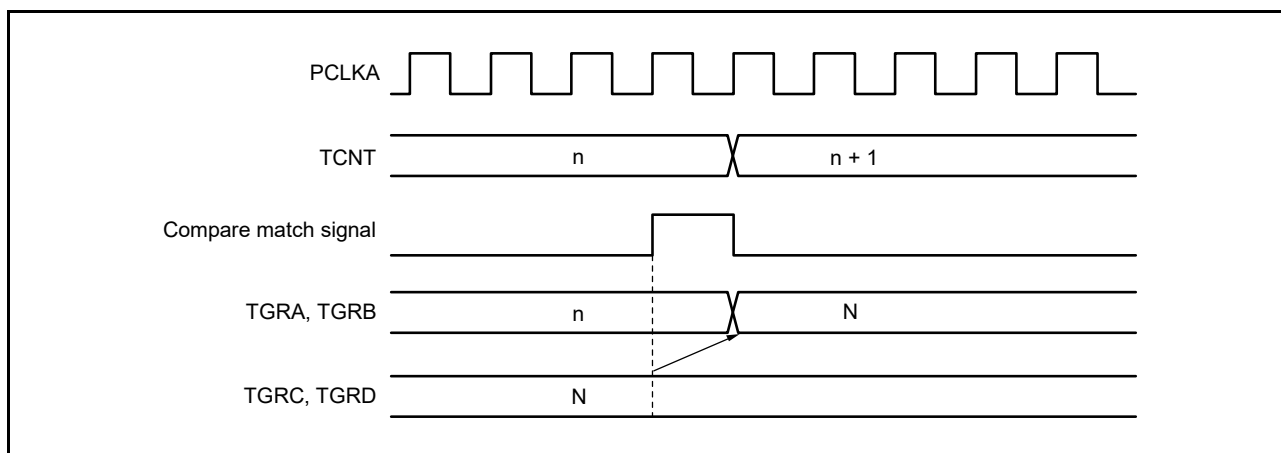 PCLKA
TCNT n n + 1
Compare match signal
TGRA, TGRB n N
TGRC, TGRD N